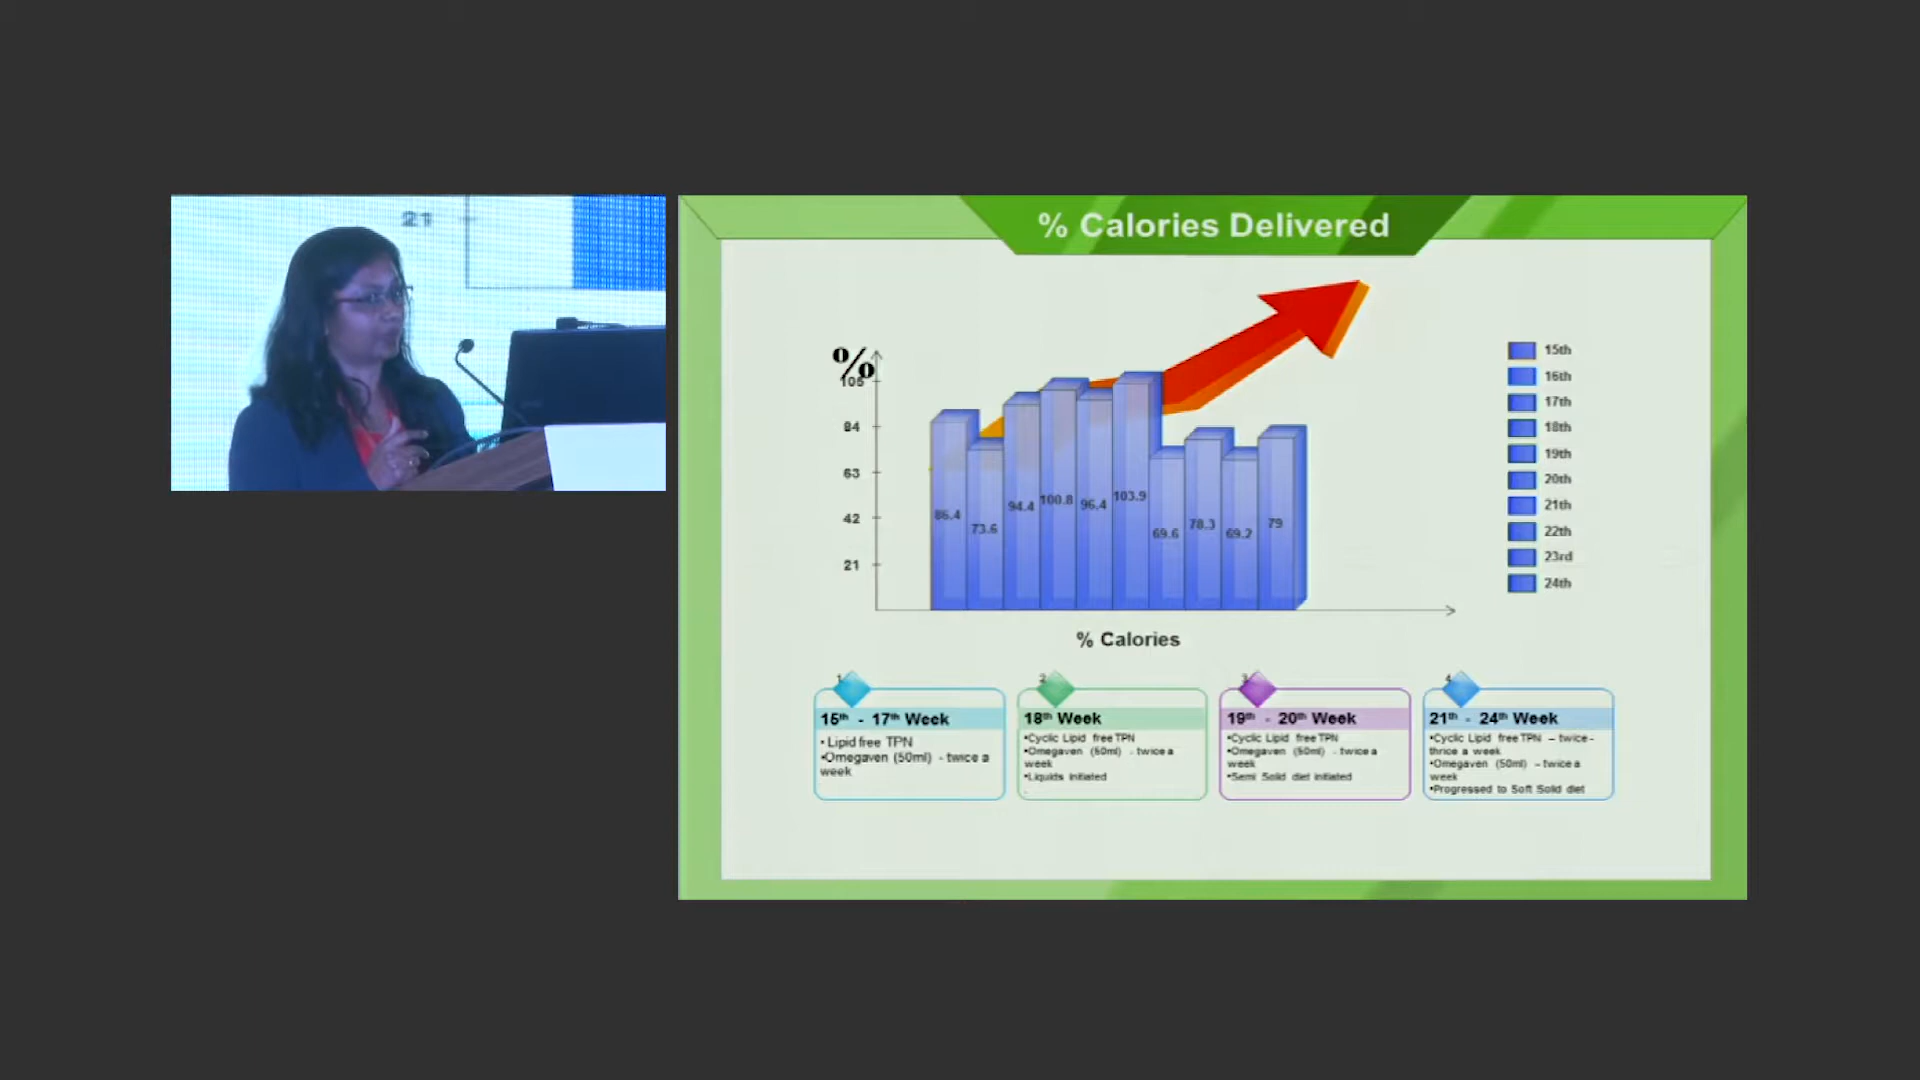 21
% Calories Delivered
%
105
84
63
42
21
86.4
73.6
94.4
100.8
96.4
103.9
69.6
78.3
69.2
79
15th
16th
17th
18th
19th
20th
21th
22th
23rd
24th
% Calories
1
2
3
4
15th - 17th Week
• Lipid free TPN
•Omegaven (50ml) - twice a
week
18th Week
•Cyclic Lipid free TPN
•Omegaven (50ml) - twice a
week
•Liquids initiated
19th - 20th Week
•Cyclic Lipid free TPN
•Omegaven (50ml) - twice a
week
•Semi Solid diet initiated
21th - 24th Week
•Cyclic Lipid free TPN – twice -
thrice a week
•Omegaven (50ml) – twice a
week
•Progressed to Soft Solid diet